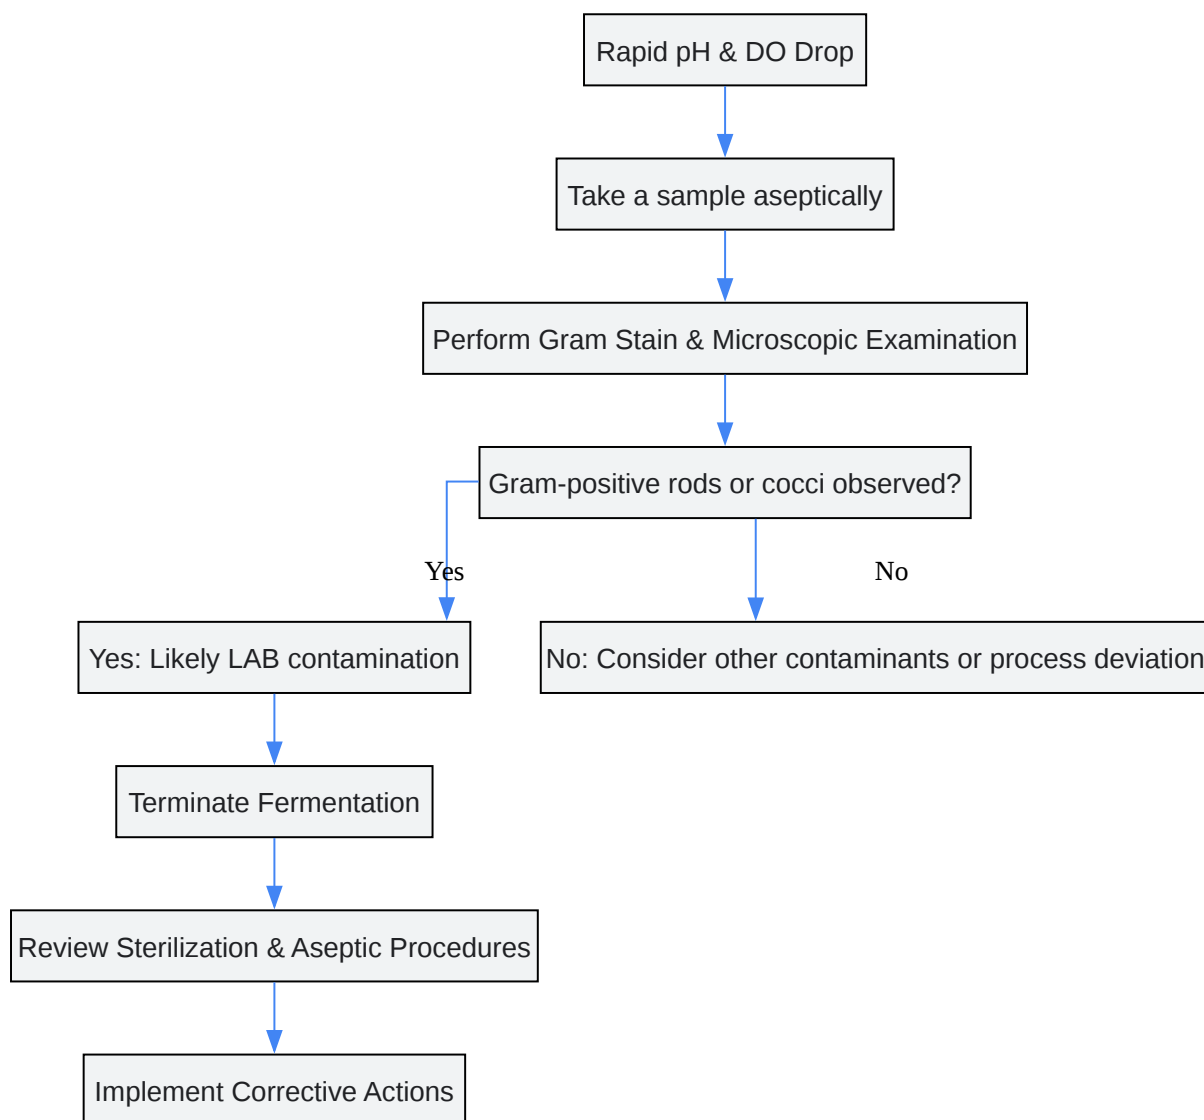 Rapid pH & DO Drop
Take a sample aseptically
Perform Gram Stain & Microscopic Examination
Gram-positive rods or cocci observed?
Yes
No
Yes: Likely LAB contamination
No: Consider other contaminants or process deviation
Terminate Fermentation
Review Sterilization & Aseptic Procedures
Implement Corrective Actions